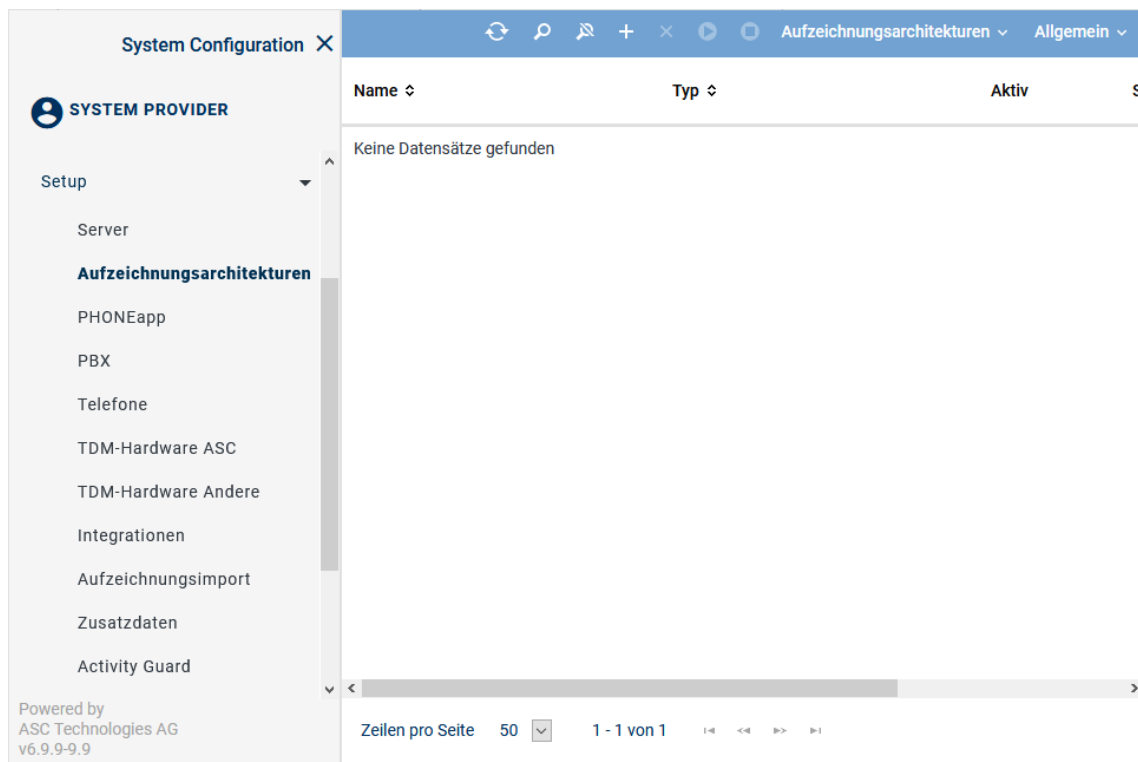 System Configuration
SYSTEM PROVIDER
Setup
Server
Aufzeichnungsarchitekturen
PHONEapp
PBX
Telefone
TDM-Hardware ASC
TDM-Hardware Andere
Integrationen
Aufzeichnungsimport
Zusatzdaten
Activity Guard
Powered by
ASC Technologies AG
v6.9.9-9.9
Aufzeichnungsarchitekturen Allgemein
Name Typ Aktiv
Keine Datensätze gefunden
Zeilen pro Seite 50 1 - 1 von 1